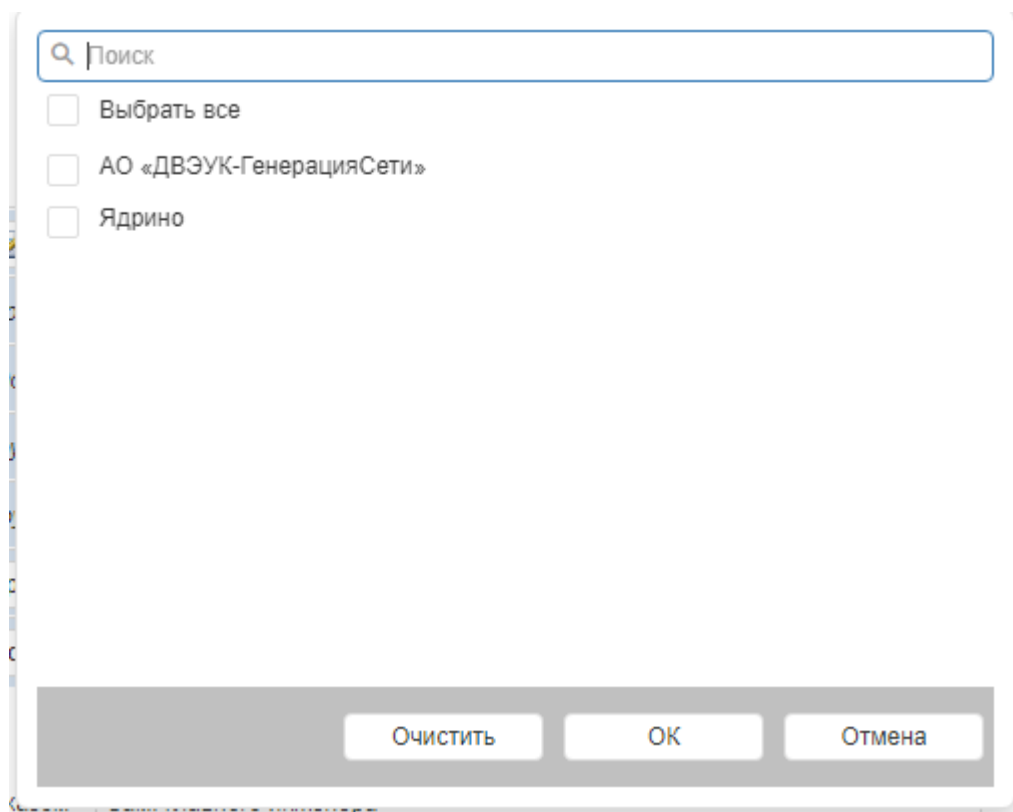 Поиск
Выбрать все
АО «ДВЭУК-ГенерацияСети»
Ядрино
Очистить
ОК
Отмена